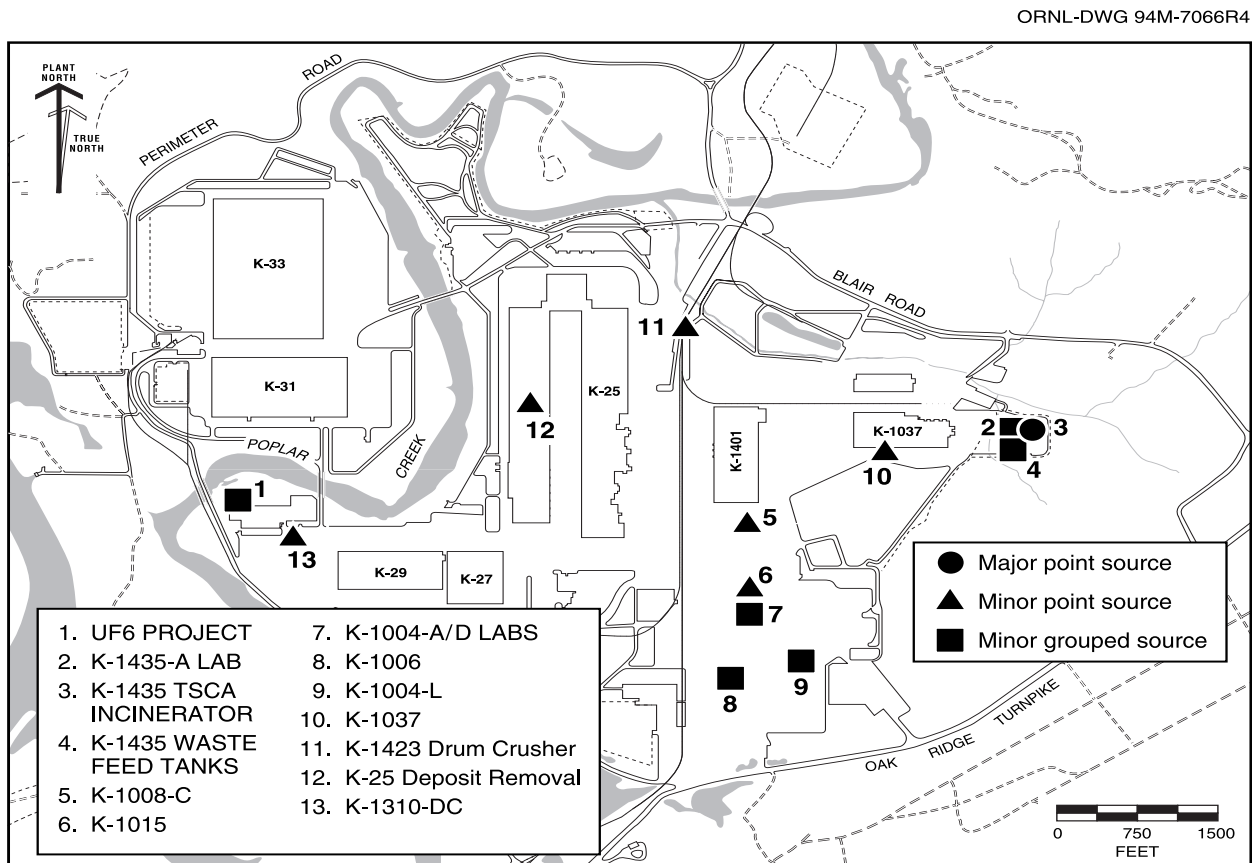 ORNL-DWG 94M-7066R4
PLANT
NORTH
TRUE
NORTH
PERIMETER
ROAD
K-33
K-31
POPLAR
CREEK
K-25
BLAIR ROAD
K-1401
K-1037
K-29
K-27
OAK RIDGE TURNPIKE
1
2
3
4
5
6
7
8
9
10
11
12
13
Major point source
Minor point source
Minor grouped source
1. UF6 PROJECT
2. K-1435-A LAB
3. K-1435 TSCA
INCINERATOR
4. K-1435 WASTE
FEED TANKS
5. K-1008-C
6. K-1015
7. K-1004-A/D LABS
8. K-1006
9. K-1004-L
10. K-1037
11. K-1423 Drum Crusher
12. K-25 Deposit Removal
13. K-1310-DC
0 750 1500
FEET